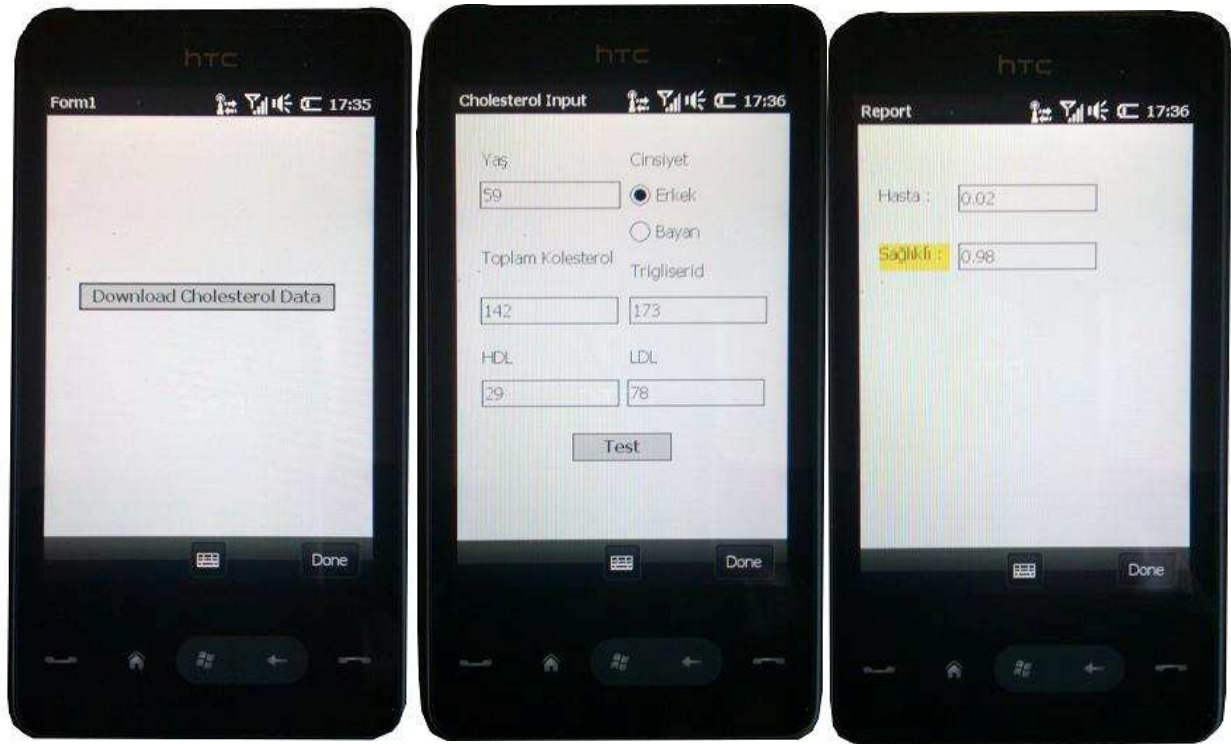 hTC
Form1 17:35
Download Cholesterol Data
Done
hTC
Cholesterol Input 17:36
Yaş Cinsiyet
59 Erkek
Bayan
Toplam Kolesterol Trigliserid
142 173
HDL LDL
29 78
Test
Done
hTC
Report 17:36
Hasta : 0.02
Sağlıklı : 0.98
Done